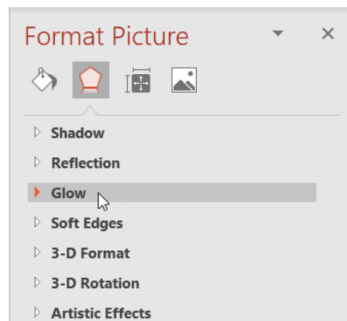 Format Picture
Shadow
Reflection
Glow
Soft Edges
3-D Format
3-D Rotation
Artistic Effects